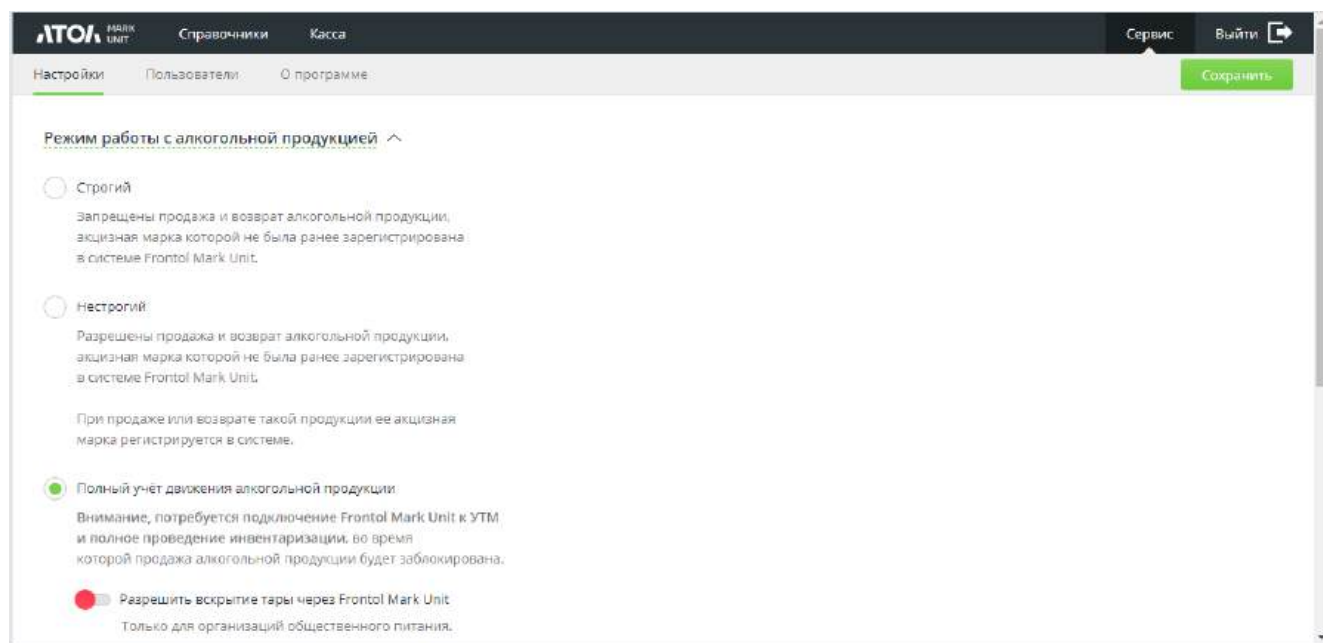 АТОЛ MARK UNIT Справочники Касса Сервис Выйти
Настройки Пользователи О программе Сохранить
Режим работы с алкогольной продукцией
Строгий
Запрещены продажа и возврат алкогольной продукции,
акцизная марка которой не была ранее зарегистрирована
в системе Frontol Mark Unit.
Нестрогий
Разрешены продажа и возврат алкогольной продукции,
акцизная марка которой не была ранее зарегистрирована
в системе Frontol Mark Unit.
При продаже или возврате такой продукции ее акцизная
марка регистрируется в системе.
Полный учёт движения алкогольной продукции
Внимание, потребуется подключение Frontol Mark Unit к УТМ
и полное проведение инвентаризации, во время
которой продажа алкогольной продукции будет заблокирована.
Разрешить вскрытие тары через Frontol Mark Unit
Только для организаций общественного питания.